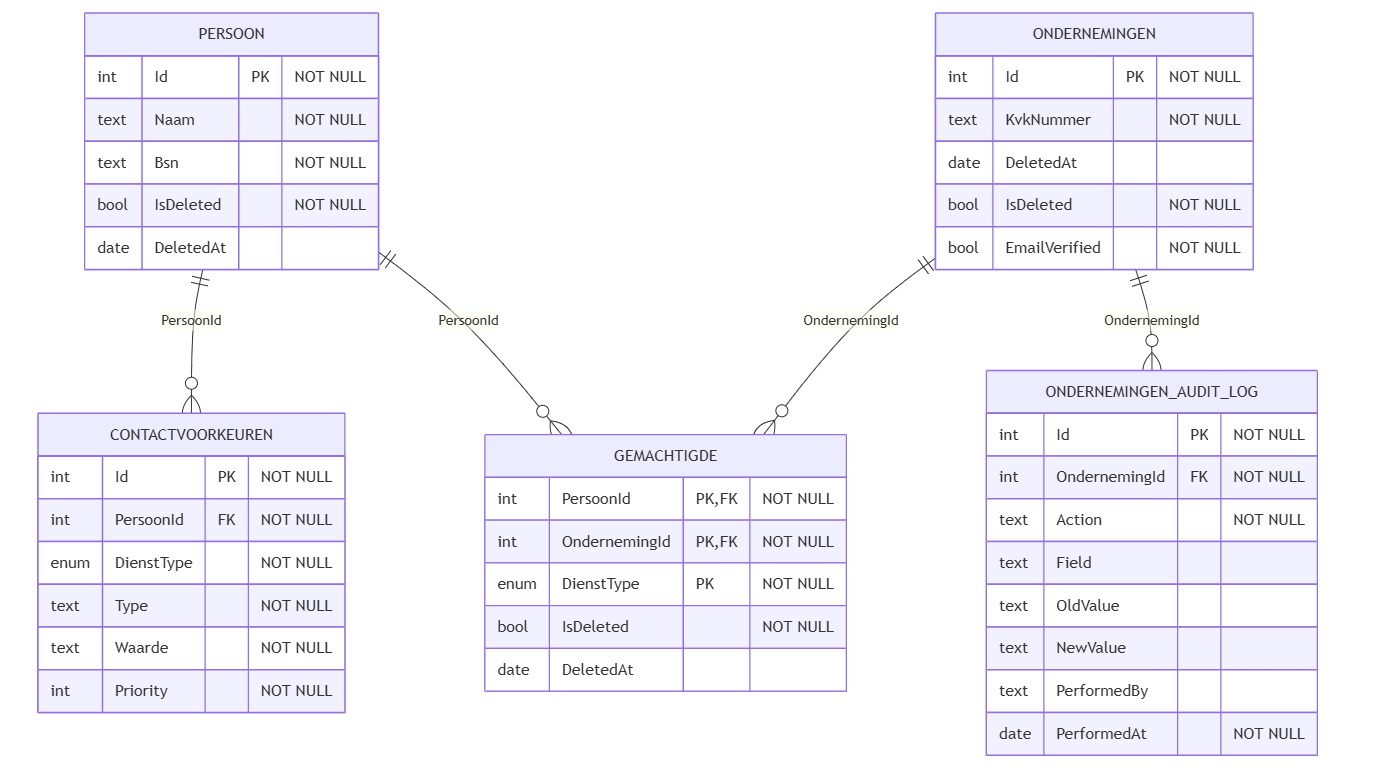 PERSOON
int Id PK NOT NULL
text Naam NOT NULL
text Bsn NOT NULL
bool IsDeleted NOT NULL
date DeletedAt
ONDERNEMINGEN
int Id PK NOT NULL
text KvkNummer NOT NULL
date DeletedAt
bool IsDeleted NOT NULL
bool EmailVerified NOT NULL
PersoonId
PersoonId
OndernemingId
OndernemingId
CONTACTVOORKEUREN
int Id PK NOT NULL
int PersoonId FK NOT NULL
enum DienstType NOT NULL
text Type NOT NULL
text Waarde NOT NULL
int Priority NOT NULL
GEMACHTIGDE
int PersoonId PK,FK NOT NULL
int OndernemingId PK,FK NOT NULL
enum DienstType PK NOT NULL
bool IsDeleted NOT NULL
date DeletedAt
ONDERNEMINGEN_AUDIT_LOG
int Id PK NOT NULL
int OndernemingId FK NOT NULL
text Action NOT NULL
text Field
text OldValue
text NewValue
text PerformedBy
date PerformedAt NOT NULL